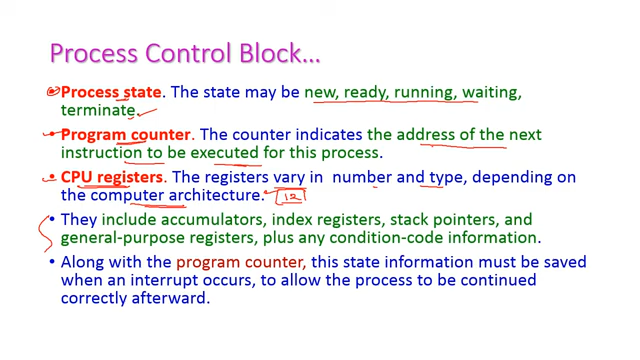 Process Control Block...
• Process state. The state may be new, ready, running, waiting,
terminate.
• Program counter. The counter indicates the address of the next
instruction to be executed for this process.
• CPU registers. The registers vary in number and type, depending on
the computer architecture. 12
• They include accumulators, index registers, stack pointers, and
general-purpose registers, plus any condition-code information.
• Along with the program counter, this state information must be saved
when an interrupt occurs, to allow the process to be continued
correctly afterward.